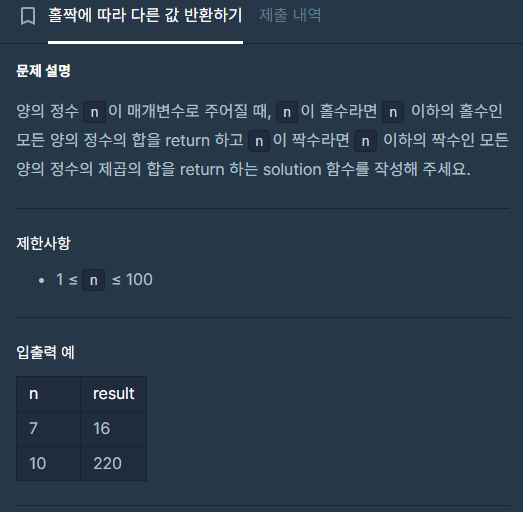 홀짝에 따라 다른 값 반환하기 제출 내역
문제 설명
양의 정수 n이 매개변수로 주어질 때, n이 홀수라면 n 이하의 홀수인
모든 양의 정수의 합을 return 하고 n이 짝수라면 n 이하의 짝수인 모든
양의 정수의 제곱의 합을 return 하는 solution 함수를 작성해 주세요.
제한사항
• 1 ≤ n ≤ 100
입출력 예
n result
7 16
10 220